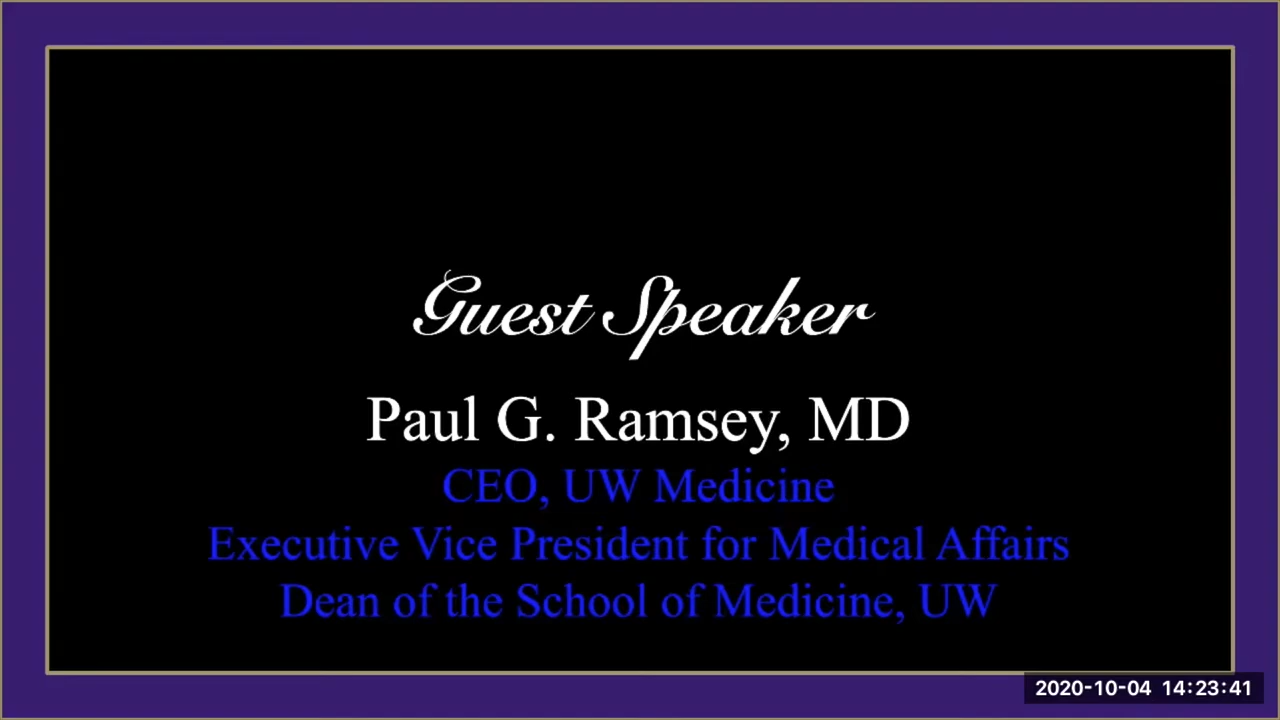 Guest Speaker
Paul G. Ramsey, MD
CEO, UW Medicine
Executive Vice President for Medical Affairs
Dean of the School of Medicine, UW
2020-10-04 14:23:41